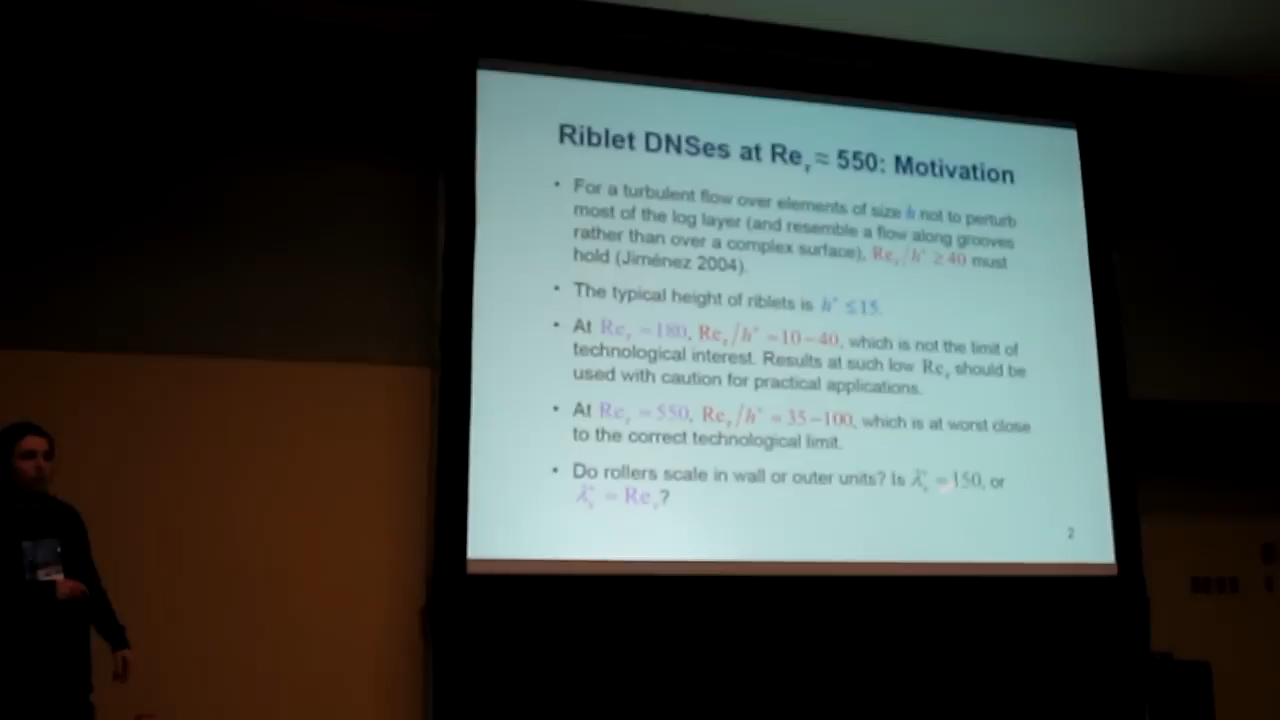 Riblet DNSes at Reτ ≈ 550: Motivation
• For a turbulent flow over elements of size h not to perturb
most of the log layer (and resemble a flow along grooves
rather than over a complex surface), Reτ/h⁺ ≥ 40 must
hold (Jiménez 2004).
• The typical height of riblets is h⁺ ≤ 15.
• At Reτ = 180, Reτ/h⁺ ≈ 10 – 40, which is not the limit of
technological interest. Results at such low Reτ should be
used with caution for practical applications.
• At Reτ = 550, Reτ/h⁺ ≈ 35 – 100, which is at worst close
to the correct technological limit.
• Do rollers scale in wall or outer units? Is λₓ⁺ = 150, or
λₓ⁺ ~ Reτ?
2